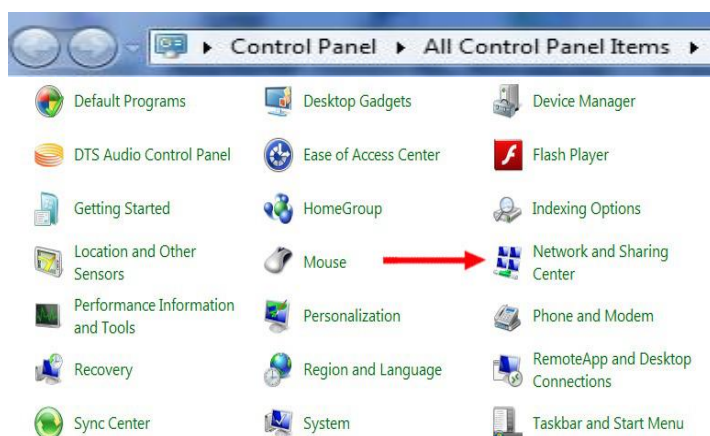 Control Panel All Control Panel Items
Default Programs
Desktop Gadgets
Device Manager
DTS Audio Control Panel
Ease of Access Center
Flash Player
Getting Started
HomeGroup
Indexing Options
Location and Other
Sensors
Mouse
Network and Sharing
Center
Performance Information
and Tools
Personalization
Phone and Modem
Recovery
Region and Language
RemoteApp and Desktop
Connections
Sync Center
System
Taskbar and Start Menu